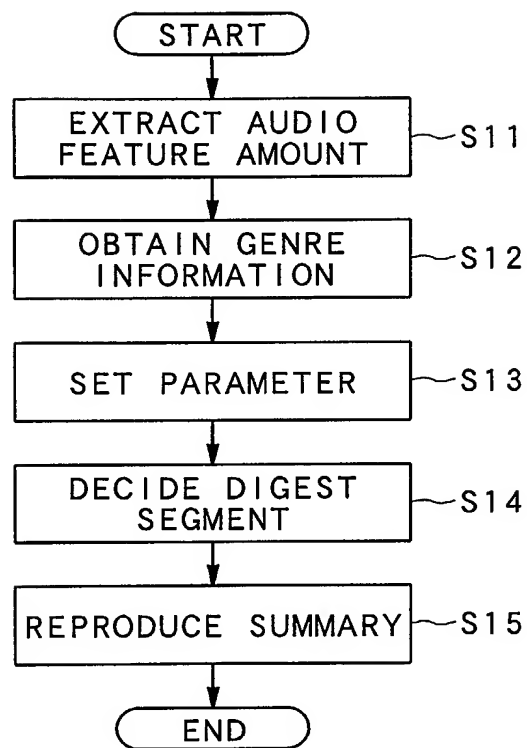 START
EXTRACT AUDIO
FEATURE AMOUNT
S11
OBTAIN GENRE
INFORMATION
S12
SET PARAMETER
S13
DECIDE DIGEST
SEGMENT
S14
REPRODUCE SUMMARY
S15
END